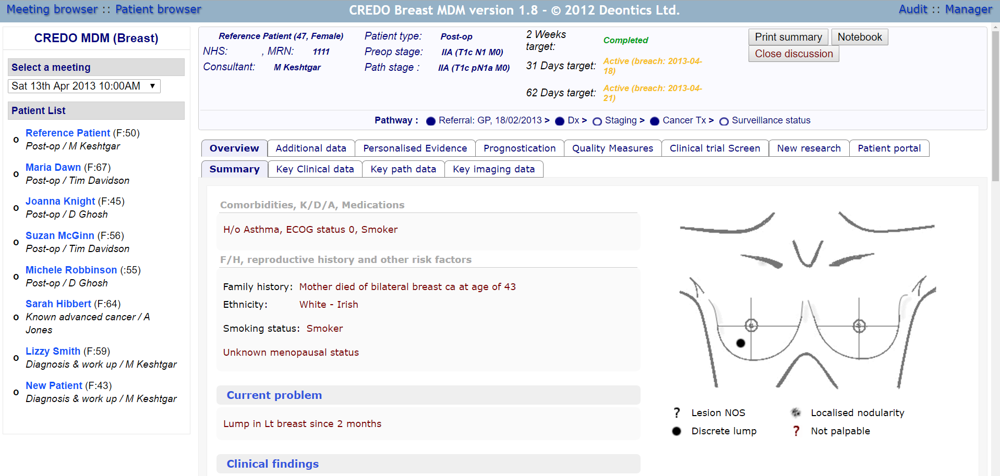 Meeting browser :: Patient browser
CREDO Breast MDM version 1.8 - © 2012 Deontics Ltd.
Audit :: Manager
CREDO MDM (Breast)
Select a meeting
Sat 13th Apr 2013 10:00AM ▼
Patient List
o Reference Patient (F:50)
Post-op / M Keshtgar
o Maria Dawn (F:67)
Post-op / Tim Davidson
o Joanna Knight (F:45)
Post-op / D Ghosh
o Suzan McGinn (F:56)
Post-op / Tim Davidson
o Michele Robbinson (:55)
Post-op / D Ghosh
o Sarah Hibbert (F:64)
Known advanced cancer / A
Jones
o Lizzy Smith (F:59)
Diagnosis & work up / M Keshtgar
o New Patient (F:43)
Diagnosis & work up / M Keshtgar
Reference Patient (47, Female)
NHS: , MRN: 1111
Consultant: M Keshtgar
Patient type: Post-op
Preop stage: IIA (T1c N1 M0)
Path stage : IIA (T1c pN1a M0)
2 Weeks
target: Completed
31 Days target: Active (breach: 2013-04-
18)
62 Days target: Active (breach: 2013-04-
21)
Print summary Notebook
Close discussion
Pathway : Referral: GP, 18/02/2013 > Dx > Staging > Cancer Tx > Surveillance status
Overview Additional data Personalised Evidence Prognostication Quality Measures Clinical trial Screen New research Patient portal
Summary Key Clinical data Key path data Key imaging data
Comorbidities, K/D/A, Medications
H/o Asthma, ECOG status 0, Smoker
F/H, reproductive history and other risk factors
Family history: Mother died of bilateral breast ca at age of 43
Ethnicity: White - Irish
Smoking status: Smoker
Unknown menopausal status
Current problem
Lump in Lt breast since 2 months
Clinical findings
? Lesion NOS
Localised nodularity
Discrete lump
? Not palpable